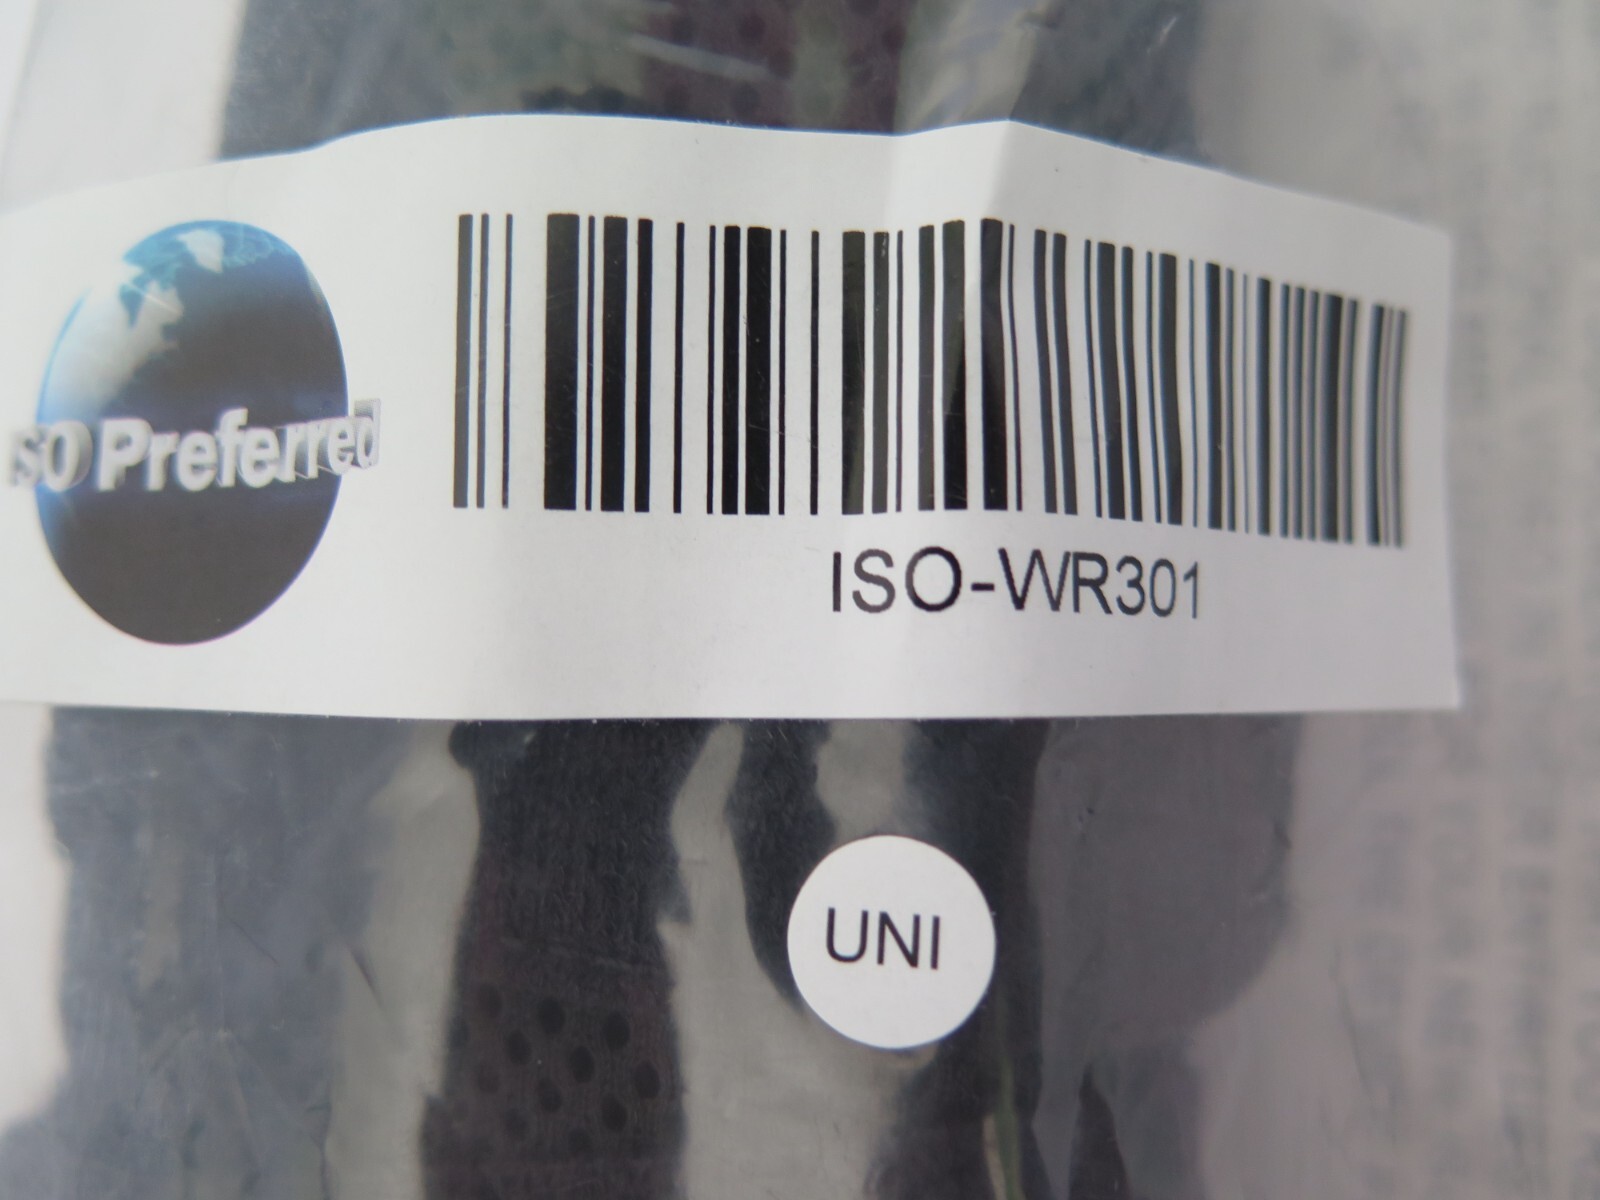 ISO Preferred
ISO-WR301
UNI